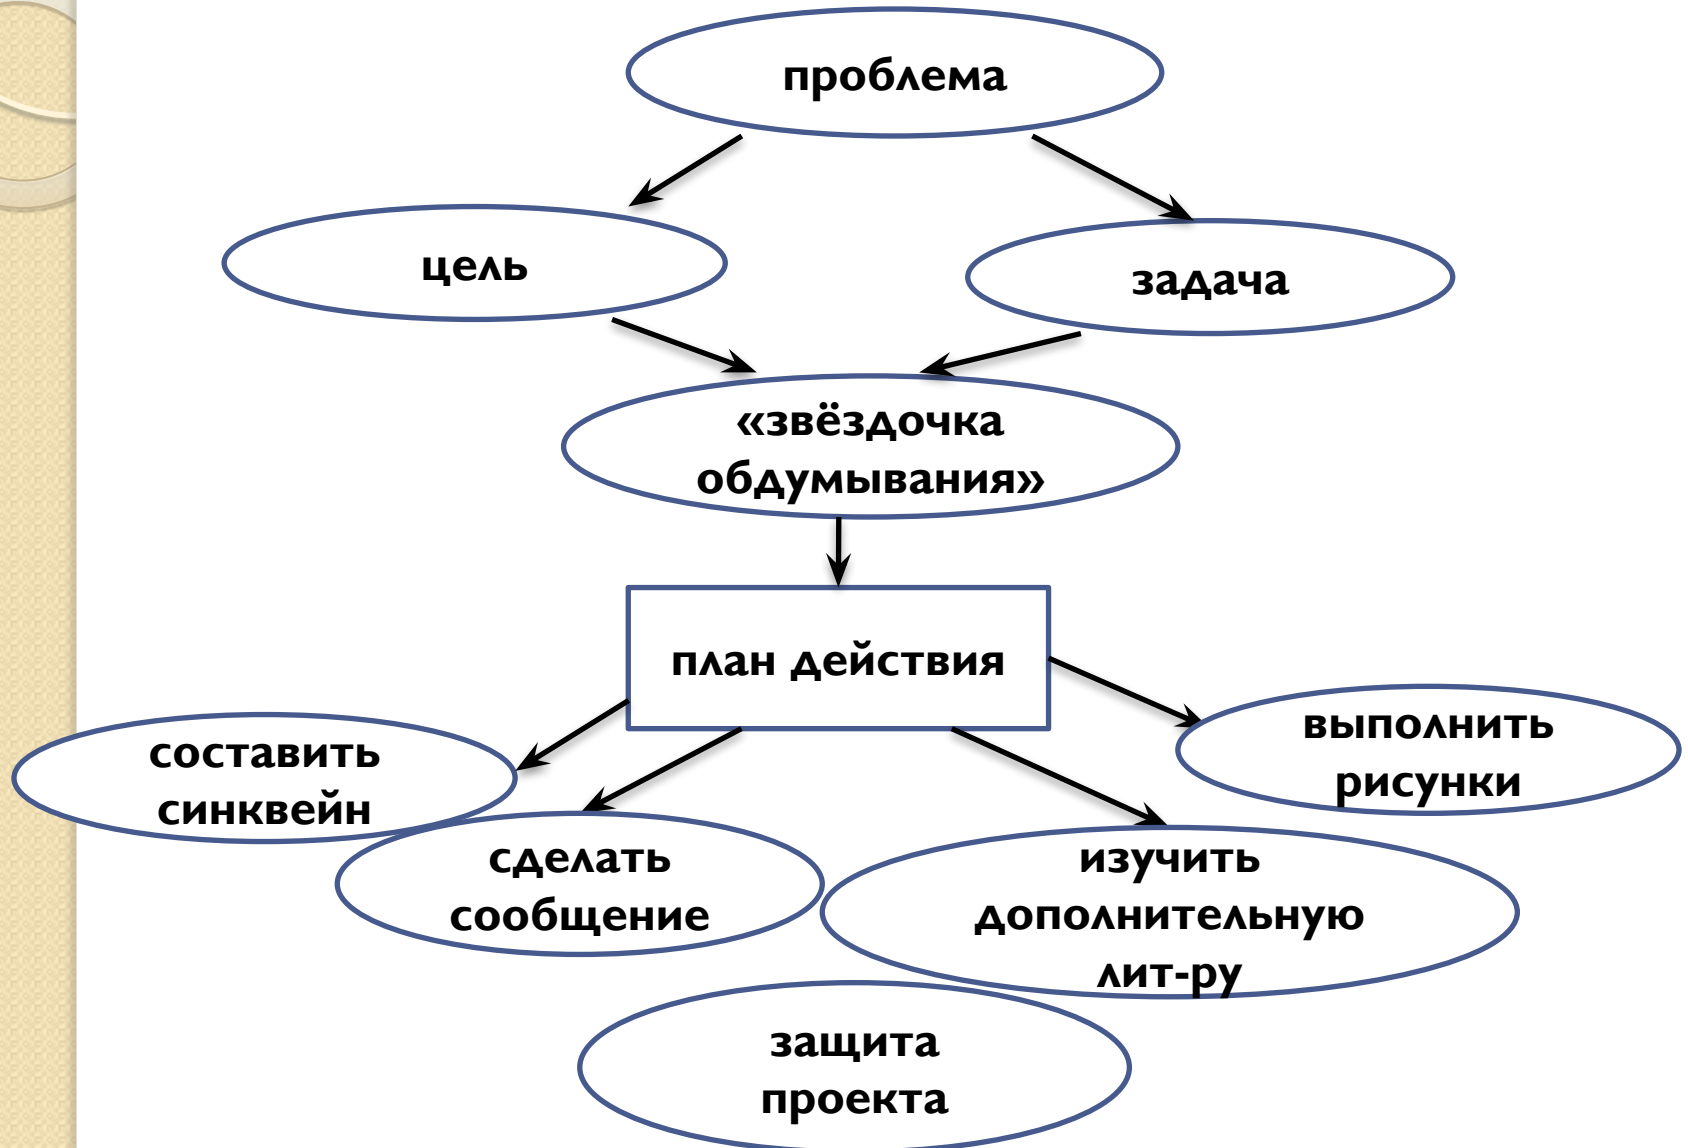 проблема
цель
задача
«звёздочка
обдумывания»
план действия
составить
синквейн
сделать
сообщение
изучить
дополнительную
лит-ру
выполнить
рисунки
защита
проекта